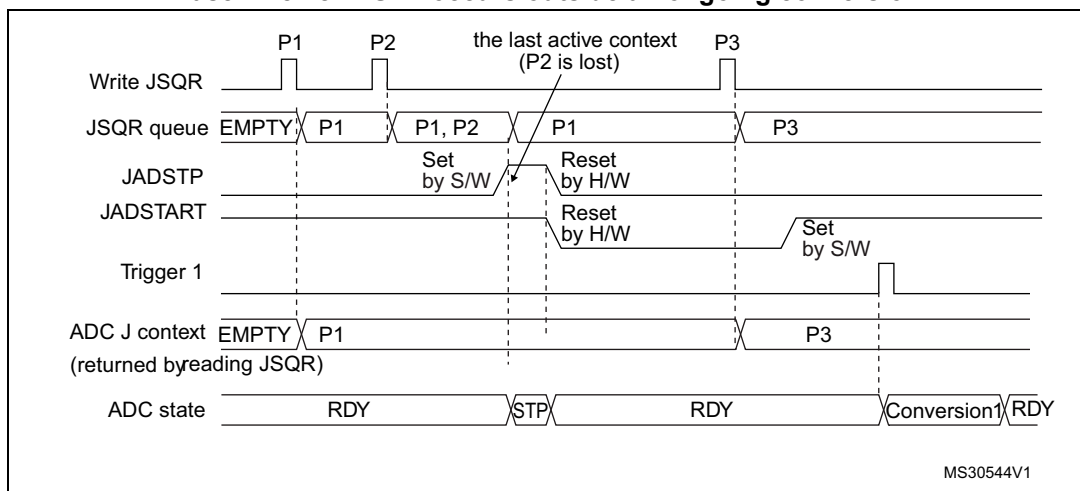 P1 P2 the last active context P3
(P2 is lost)
Write JSQR
JSQR queue EMPTY P1 P1, P2 P1 P3
Set Reset
by S/W by H/W
JADSTP
JADSTART Reset
by H/W Set
by S/W
Trigger 1
ADC J context EMPTY P1 P3
(returned by reading JSQR)
ADC state RDY STP RDY Conversion1 RDY
MS30544V1